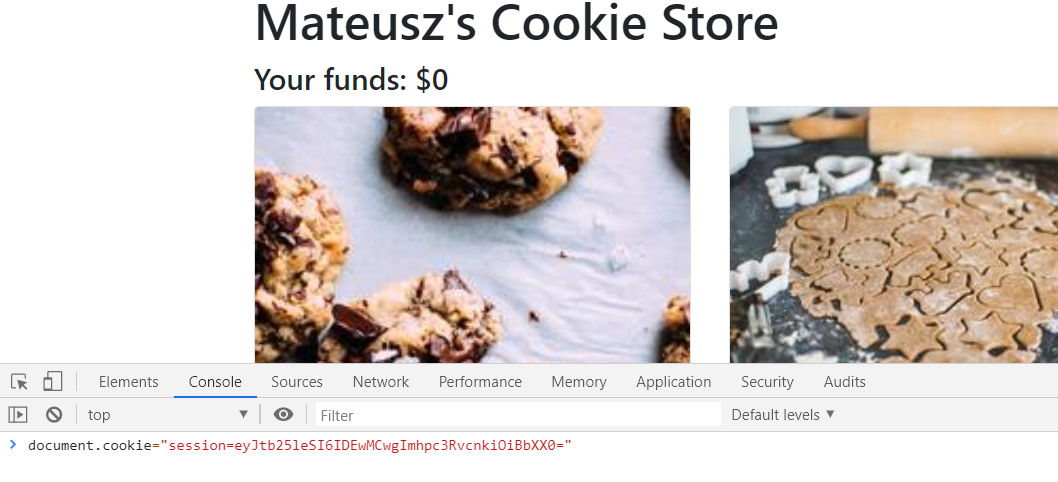 Mateusz's Cookie Store
Your funds: $0
Elements Console Sources Network Performance Memory Application Security Audits
top ▼ Filter Default levels ▼
> document.cookie="session=eyJtb25leSI6IDEwMCwgImhpc3RvcnkiOiBbXX0="